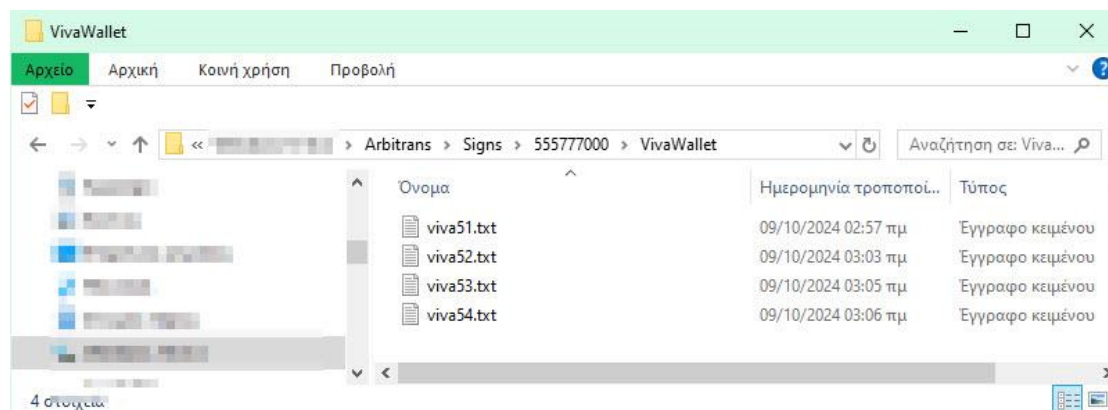 VivaWallet
Αρχείο Αρχική Κοινή χρήση Προβολή
« > Arbitrans > Signs > 555777000 > VivaWallet Αναζήτηση σε: Viva...
Όνομα Ημερομηνία τροποποί... Τύπος
viva51.txt 09/10/2024 02:57 πμ Έγγραφο κειμένου
viva52.txt 09/10/2024 03:03 πμ Έγγραφο κειμένου
viva53.txt 09/10/2024 03:05 πμ Έγγραφο κειμένου
viva54.txt 09/10/2024 03:06 πμ Έγγραφο κειμένου
4 στοιχεία